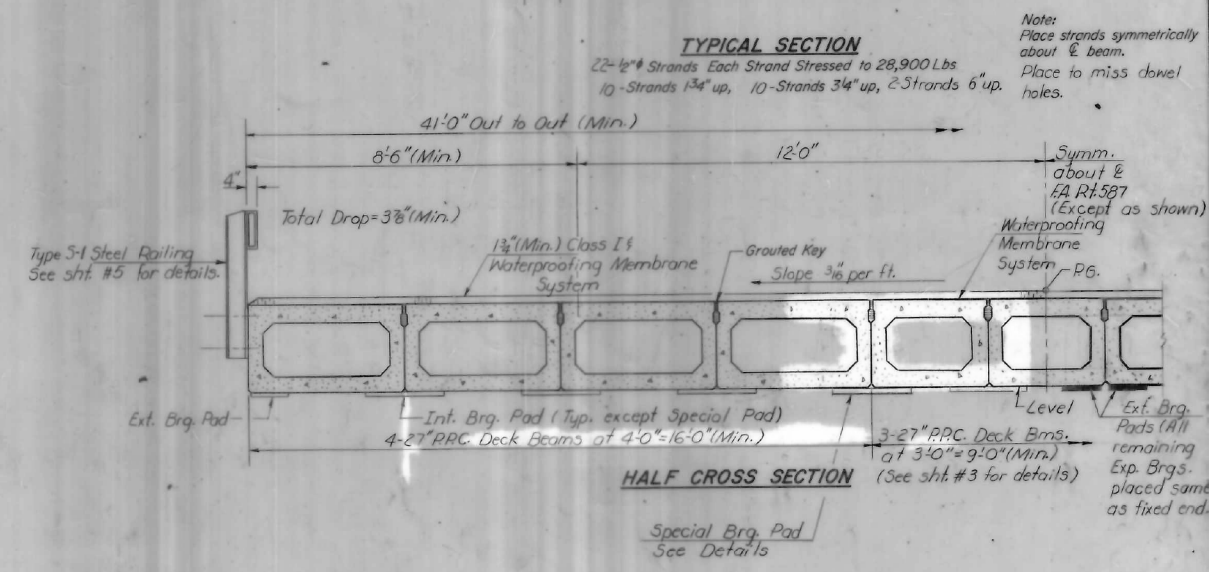 TYPICAL SECTION
22-½"φ Strands Each Strand Stressed to 28,900 Lbs
10-Strands 1¾" up, 10-Strands 3¼" up, 2-Strands 6" up.
Note:
Place strands symmetrically
about ℄ beam.
Place to miss dowel
holes.
41'-0" Out to Out (Min.)
8'-6" (Min.)
12'-0"
Symm.
about ℄
F.A. Rt. 587
(Except as shown)
4"
Total Drop = 3⅞" (Min.)
Type S-1 Steel Railing
See sht. #5 for details.
1¾" (Min.) Class I &
Waterproofing Membrane
System
Grouted Key
Slope 3/16 per ft.
Waterproofing
Membrane
System
P.G.
Ext. Brg. Pad
Int. Brg. Pad (Typ. except Special Pad)
4-27" P.P.C. Deck Beams at 4'-0" = 16'-0" (Min.)
Level
3-27" P.P.C. Deck Bms.
at 3'-0" = 9'-0" (Min.)
(See sht. #3 for details)
Ext. Brg.
Pads (All
remaining
Exp. Brgs.
placed same
as fixed end.
HALF CROSS SECTION
Special Brg. Pad
See Details